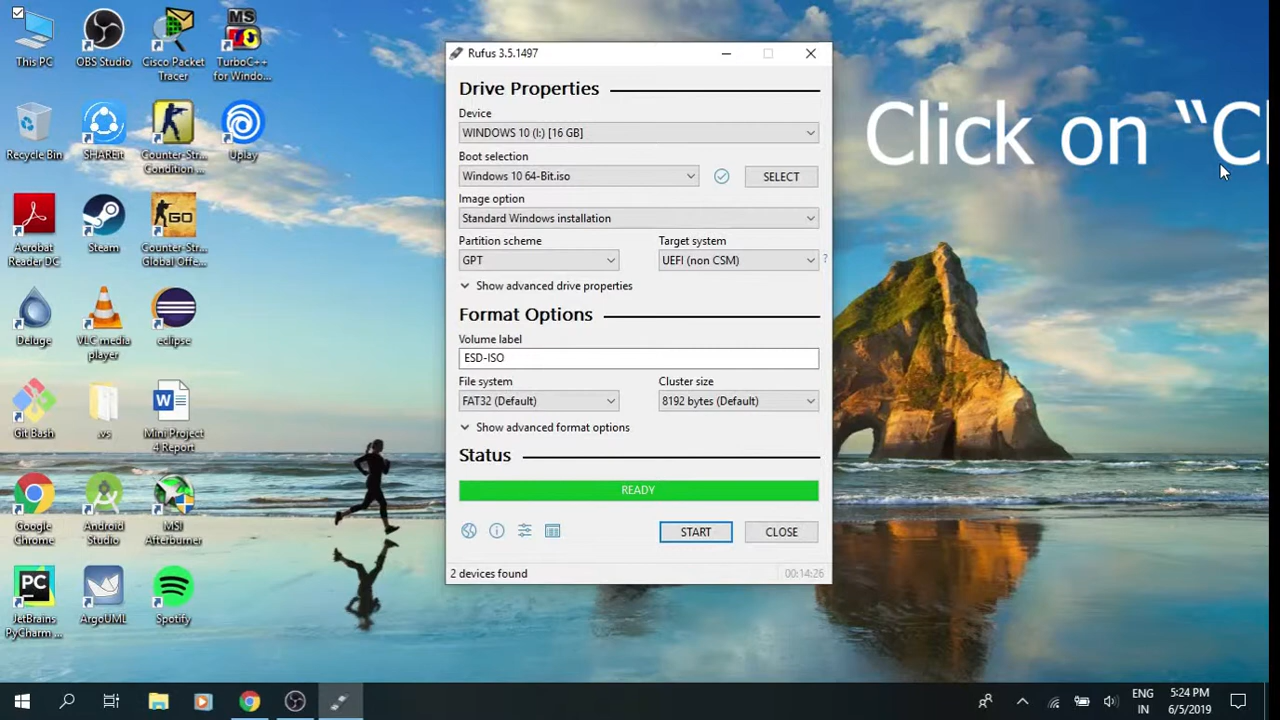 This PC
OBS Studio
Cisco Packet
Tracer
MS
TurboC++
for Windo...
Recycle Bin
SHAREit
Counter-Str...
Condition ...
Uplay
Acrobat
Reader DC
Steam
GO
Counter-Str...
Global Offe...
Deluge
VLC media
player
eclipse
Git Bash
.vs
Mini Project
4 Report
Google
Chrome
Android
Studio
MSI
Afterburner
PC
JetBrains
PyCharm ...
ArgoUML
Spotify
Rufus 3.5.1497
Drive Properties
Device
WINDOWS 10 (I:) [16 GB]
Boot selection
Windows 10 64-Bit.iso
SELECT
Image option
Standard Windows installation
Partition scheme
Target system
GPT
UEFI (non CSM)
?
Show advanced drive properties
Format Options
Volume label
ESD-ISO
File system
Cluster size
FAT32 (Default)
8192 bytes (Default)
Show advanced format options
Status
READY
START
CLOSE
2 devices found
00:14:26
Click on “Cl
ENG
IN
5:24 PM
6/5/2019